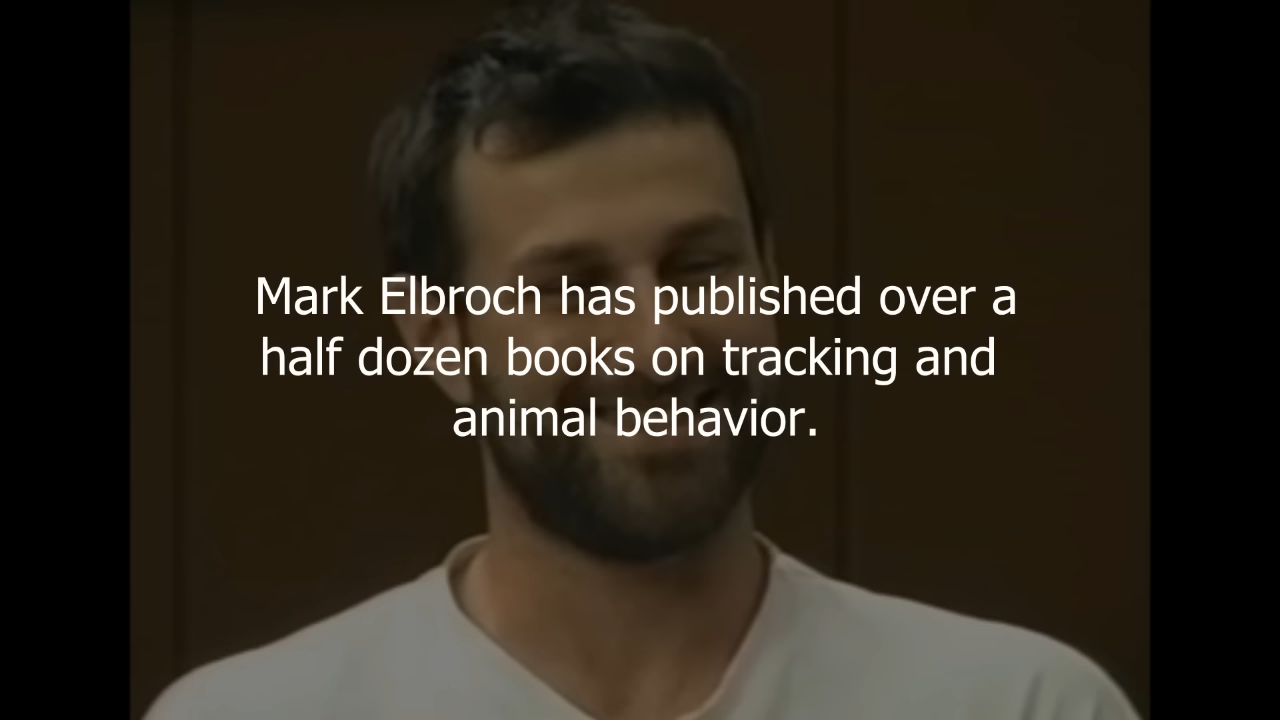 Mark Elbroch has published over a
half dozen books on tracking and
animal behavior.